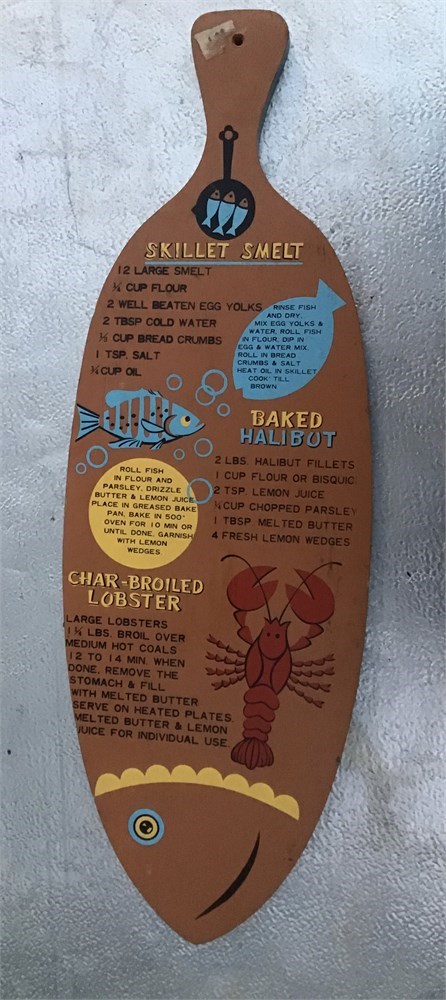 SKILLET SMELT
12 LARGE SMELT
¼ CUP FLOUR
2 WELL BEATEN EGG YOLKS
2 TBSP COLD WATER
½ CUP BREAD CRUMBS
1 TSP. SALT
¼ CUP OIL
RINSE FISH
AND DRY.
MIX EGG YOLKS &
WATER. ROLL FISH
IN FLOUR, DIP IN
EGG & WATER MIX.
ROLL IN BREAD
CRUMBS & SALT
HEAT OIL IN SKILLET
COOK TILL
BROWN
BAKED
HALIBUT
2 LBS. HALIBUT FILLETS
1 CUP FLOUR OR BISQUIC
2 TSP. LEMON JUICE
¼ CUP CHOPPED PARSLEY
1 TBSP. MELTED BUTTER
4 FRESH LEMON WEDGES
ROLL FISH
IN FLOUR AND
PARSLEY, DRIZZLE
BUTTER & LEMON JUICE
PLACE IN GREASED BAKE
PAN, BAKE IN 500°
OVEN FOR 10 MIN OR
UNTIL DONE. GARNISH
WITH LEMON
WEDGES
CHAR-BROILED
LOBSTER
LARGE LOBSTERS
1 ¼ LBS. BROIL OVER
MEDIUM HOT COALS
12 TO 14 MIN. WHEN
DONE, REMOVE THE
STOMACH & FILL
WITH MELTED BUTTER
SERVE ON HEATED PLATES.
MELTED BUTTER & LEMON
JUICE FOR INDIVIDUAL USE